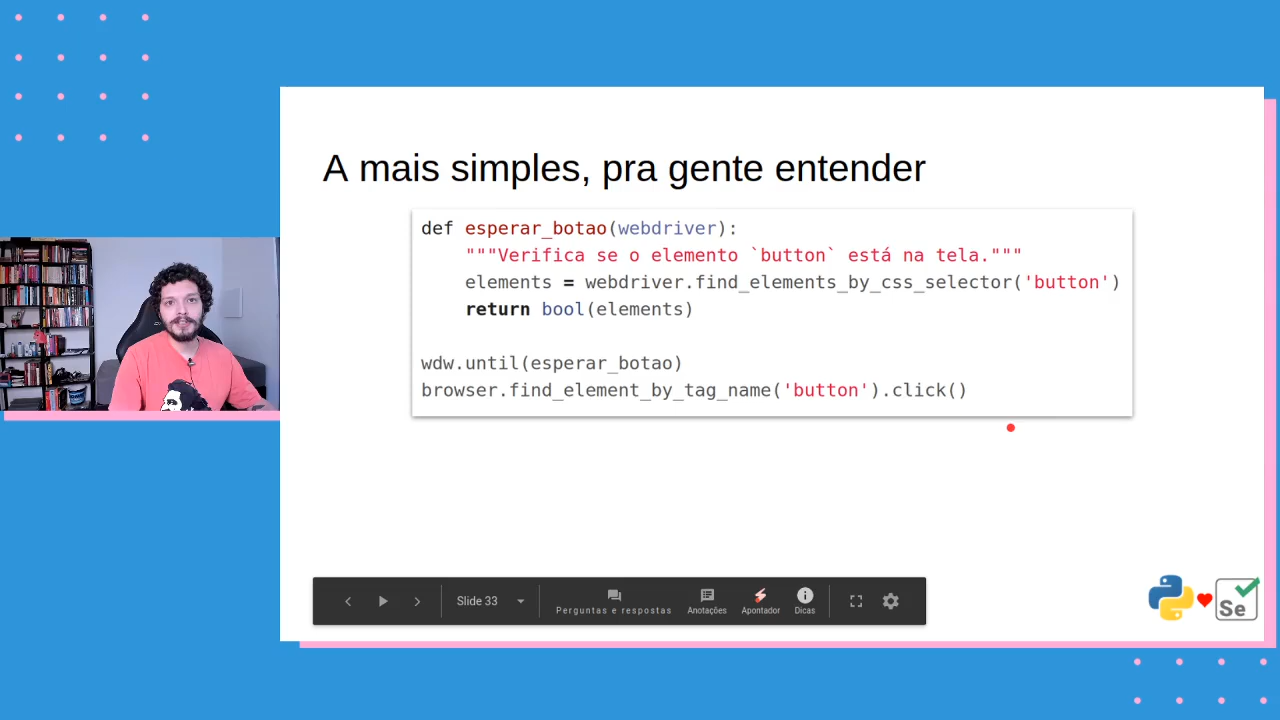 A mais simples, pra gente entender
def esperar_botao(webdriver):
"""Verifica se o elemento `button` está na tela."""
elements = webdriver.find_elements_by_css_selector('button')
return bool(elements)
wdw.until(esperar_botao)
browser.find_element_by_tag_name('button').click()
Slide 33
Perguntas e respostas
Anotações
Apontador
Dicas
Se